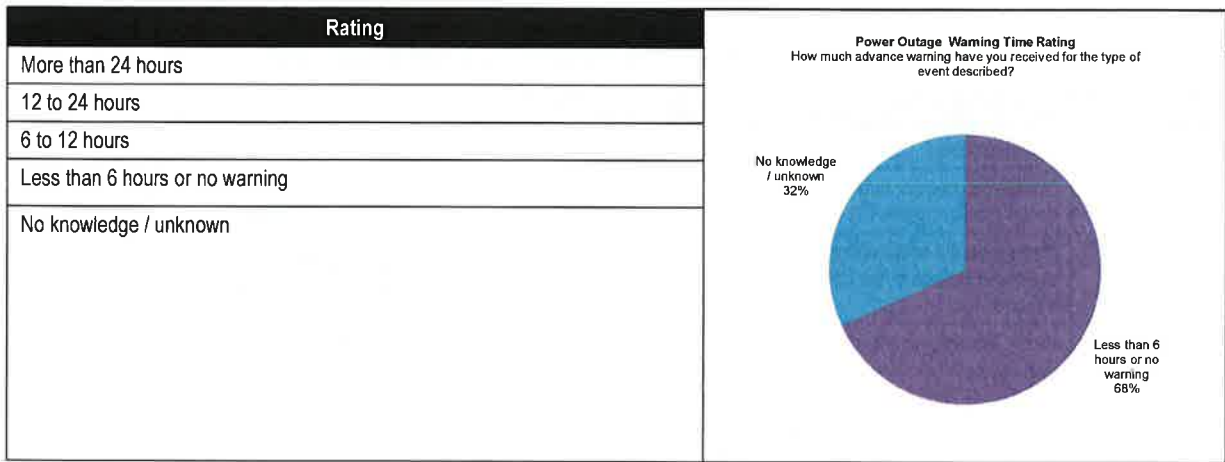 Rating
More than 24 hours
12 to 24 hours
6 to 12 hours
Less than 6 hours or no warning
No knowledge / unknown
Power Outage Warning Time Rating
How much advance warning have you received for the type of
event described?
No knowledge
/ unknown
32%
Less than 6
hours or no
warning
68%